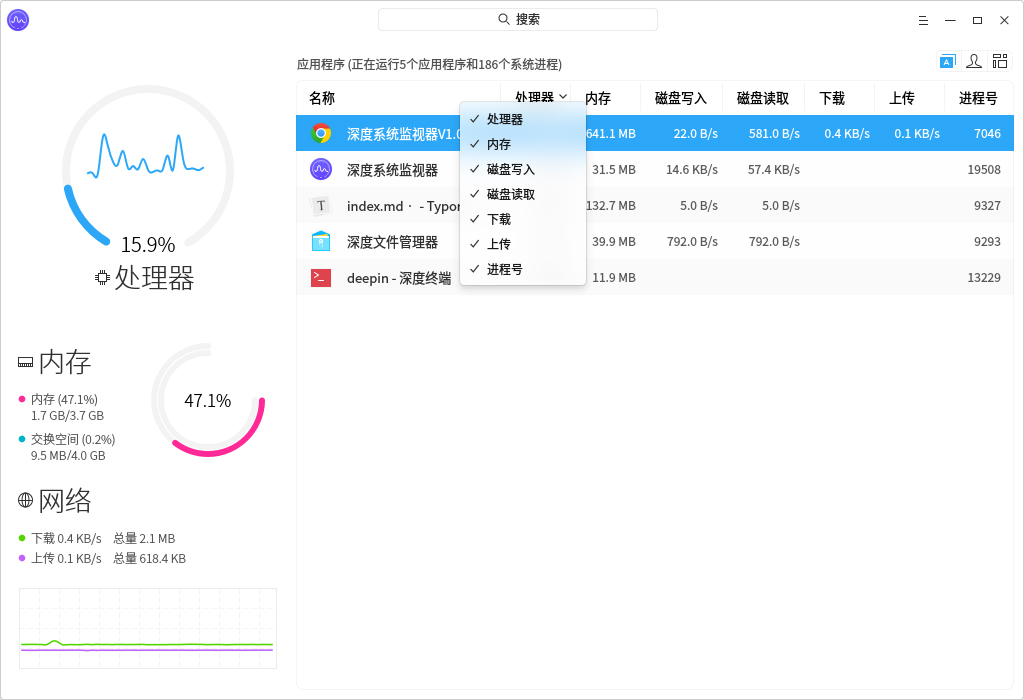 搜索
应用程序 (正在运行5个应用程序和186个系统进程)
名称 处理器 内存 磁盘写入 磁盘读取 下载 上传 进程号
深度系统监视器V1.0 641.1 MB 22.0 B/s 581.0 B/s 0.4 KB/s 0.1 KB/s 7046
深度系统监视器 31.5 MB 14.6 KB/s 57.4 KB/s 19508
index.md · - Typor 132.7 MB 5.0 B/s 5.0 B/s 9327
深度文件管理器 39.9 MB 792.0 B/s 792.0 B/s 9293
deepin - 深度终端 11.9 MB 13229
处理器
内存
磁盘写入
磁盘读取
下载
上传
进程号
15.9%
处理器
内存
内存 (47.1%)
1.7 GB/3.7 GB
交换空间 (0.2%)
9.5 MB/4.0 GB
47.1%
网络
下载 0.4 KB/s 总量 2.1 MB
上传 0.1 KB/s 总量 618.4 KB